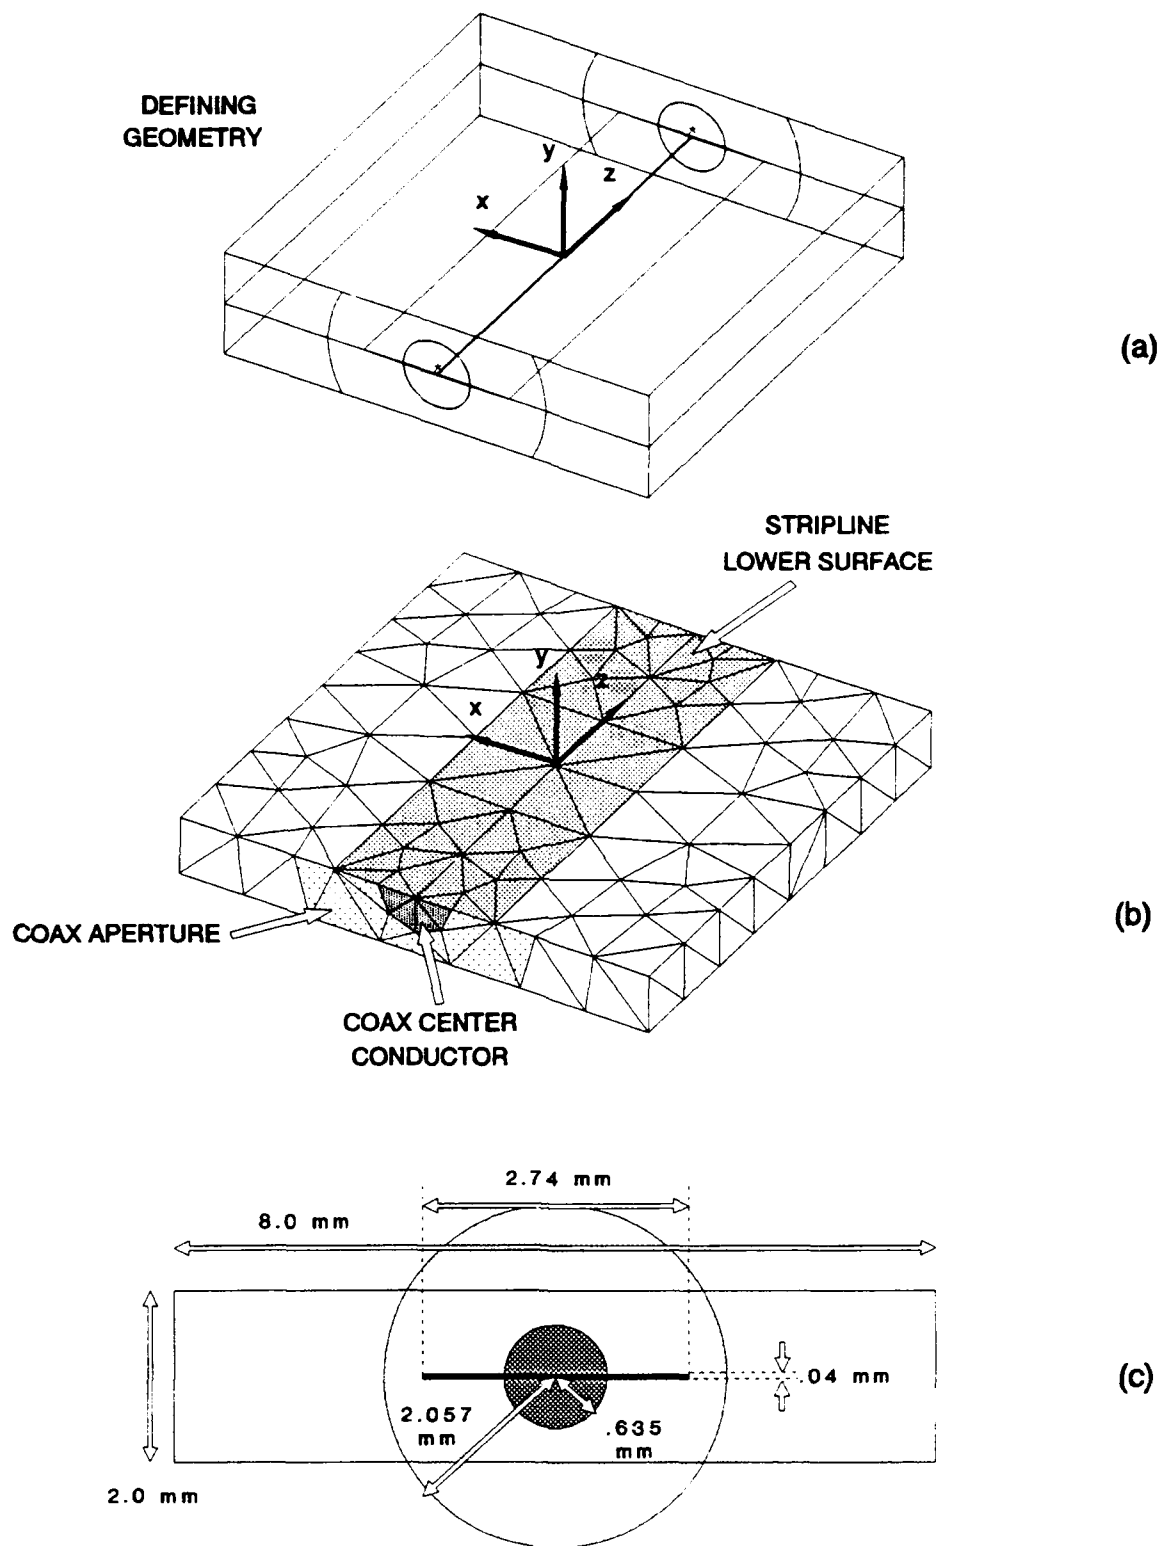 DEFINING
GEOMETRY
y
z
x
(a)
STRIPLINE
LOWER SURFACE
y
z
x
COAX APERTURE
(b)
COAX CENTER
CONDUCTOR
2.74 mm
8.0 mm
.04 mm
(c)
2.057
mm
.635
mm
2.0 mm